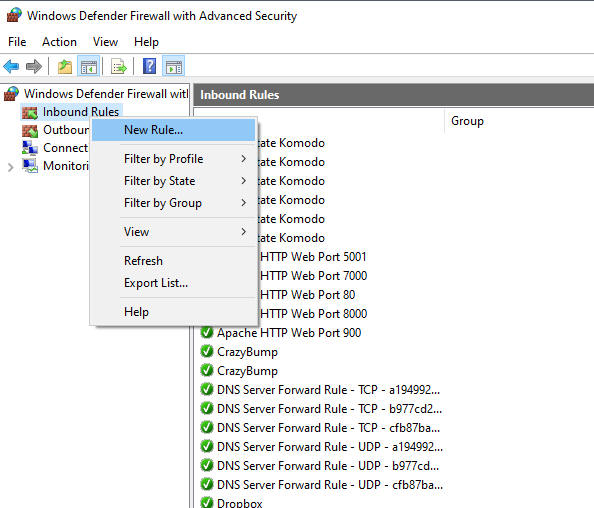 Windows Defender Firewall with Advanced Security
File Action View Help
Windows Defender Firewall with
Inbound Rules
Outboun
Connect
Monitori
New Rule...
Filter by Profile
Filter by State
Filter by Group
View
Refresh
Export List...
Help
Inbound Rules
Group
ate Komodo
ate Komodo
ate Komodo
ate Komodo
ate Komodo
ate Komodo
HTTP Web Port 5001
HTTP Web Port 7000
HTTP Web Port 80
HTTP Web Port 8000
Apache HTTP Web Port 900
CrazyBump
CrazyBump
DNS Server Forward Rule - TCP - a194992...
DNS Server Forward Rule - TCP - b977cd2...
DNS Server Forward Rule - TCP - cfb87ba...
DNS Server Forward Rule - UDP - a19499...
DNS Server Forward Rule - UDP - b977cd...
DNS Server Forward Rule - UDP - cfb87ba...
Dropbox